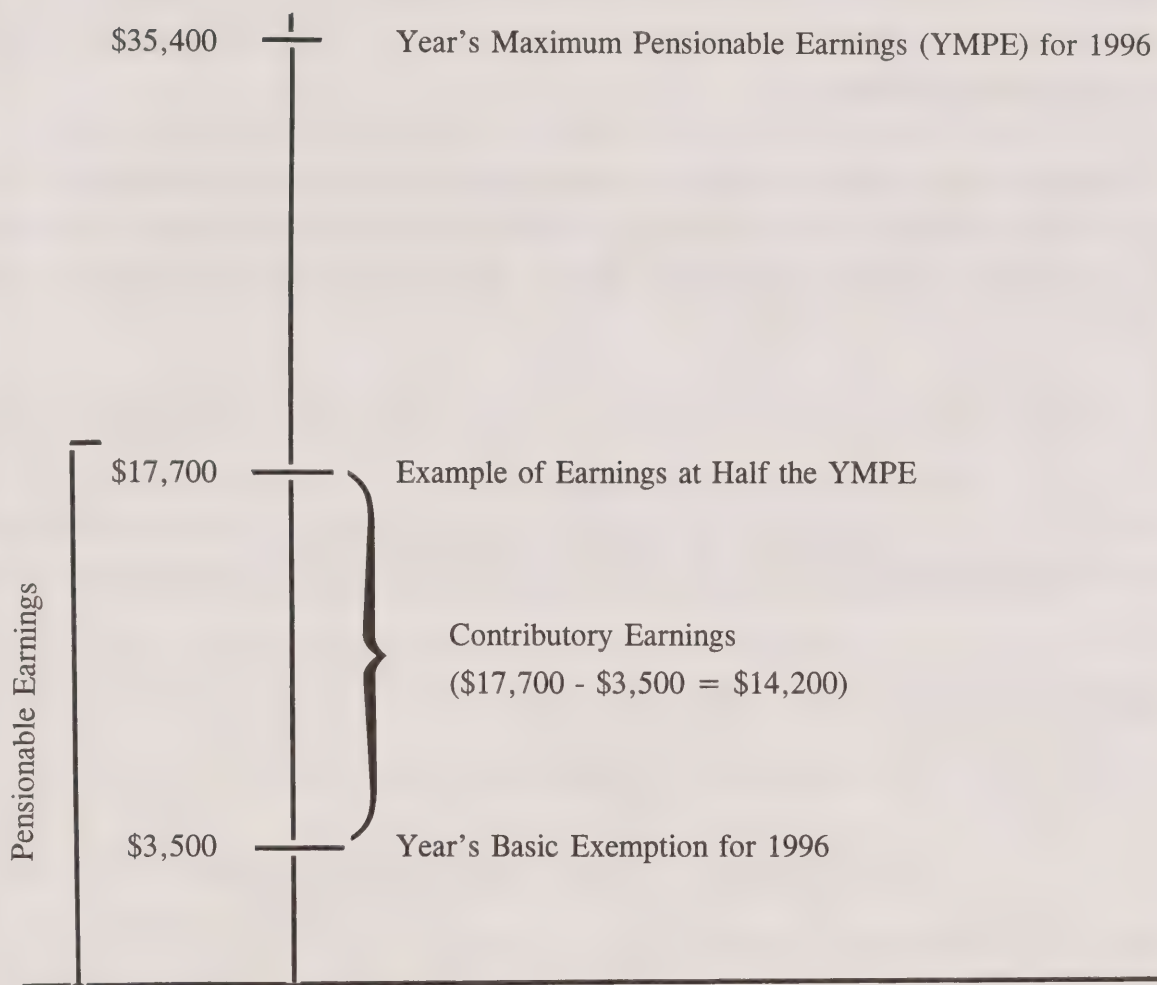 $35,400 Year's Maximum Pensionable Earnings (YMPE) for 1996
$17,700 Example of Earnings at Half the YMPE
Contributory Earnings
($17,700 - $3,500 = $14,200)
Pensionable Earnings
$3,500 Year's Basic Exemption for 1996